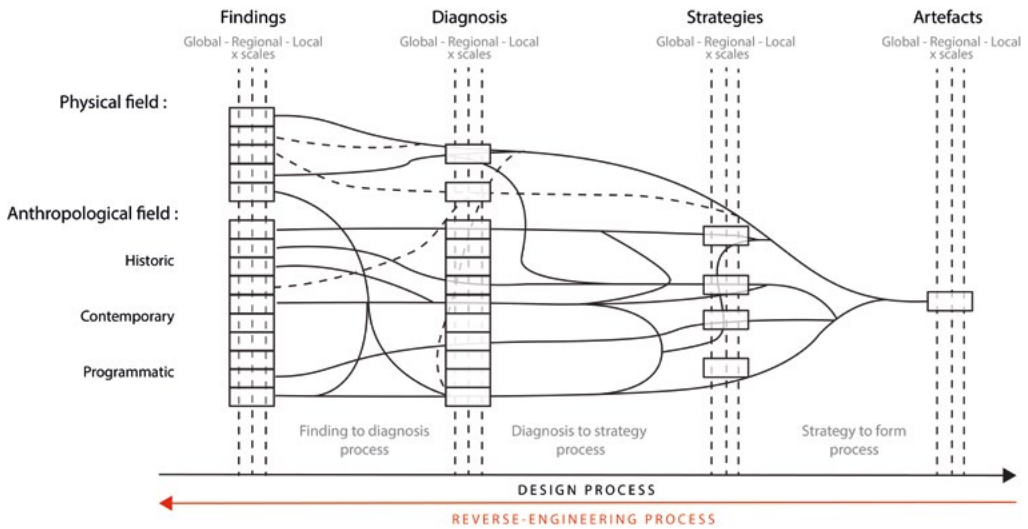 Findings
Diagnosis
Strategies
Artefacts
Global - Regional - Local
x scales
Global - Regional - Local
x scales
Global - Regional - Local
x scales
Global - Regional - Local
x scales
Physical field :
Anthropological field :
Historic
Contemporary
Programmatic
Finding to diagnosis
process
Diagnosis to strategy
process
Strategy to form
process
DESIGN PROCESS
REVERSE-ENGINEERING PROCESS